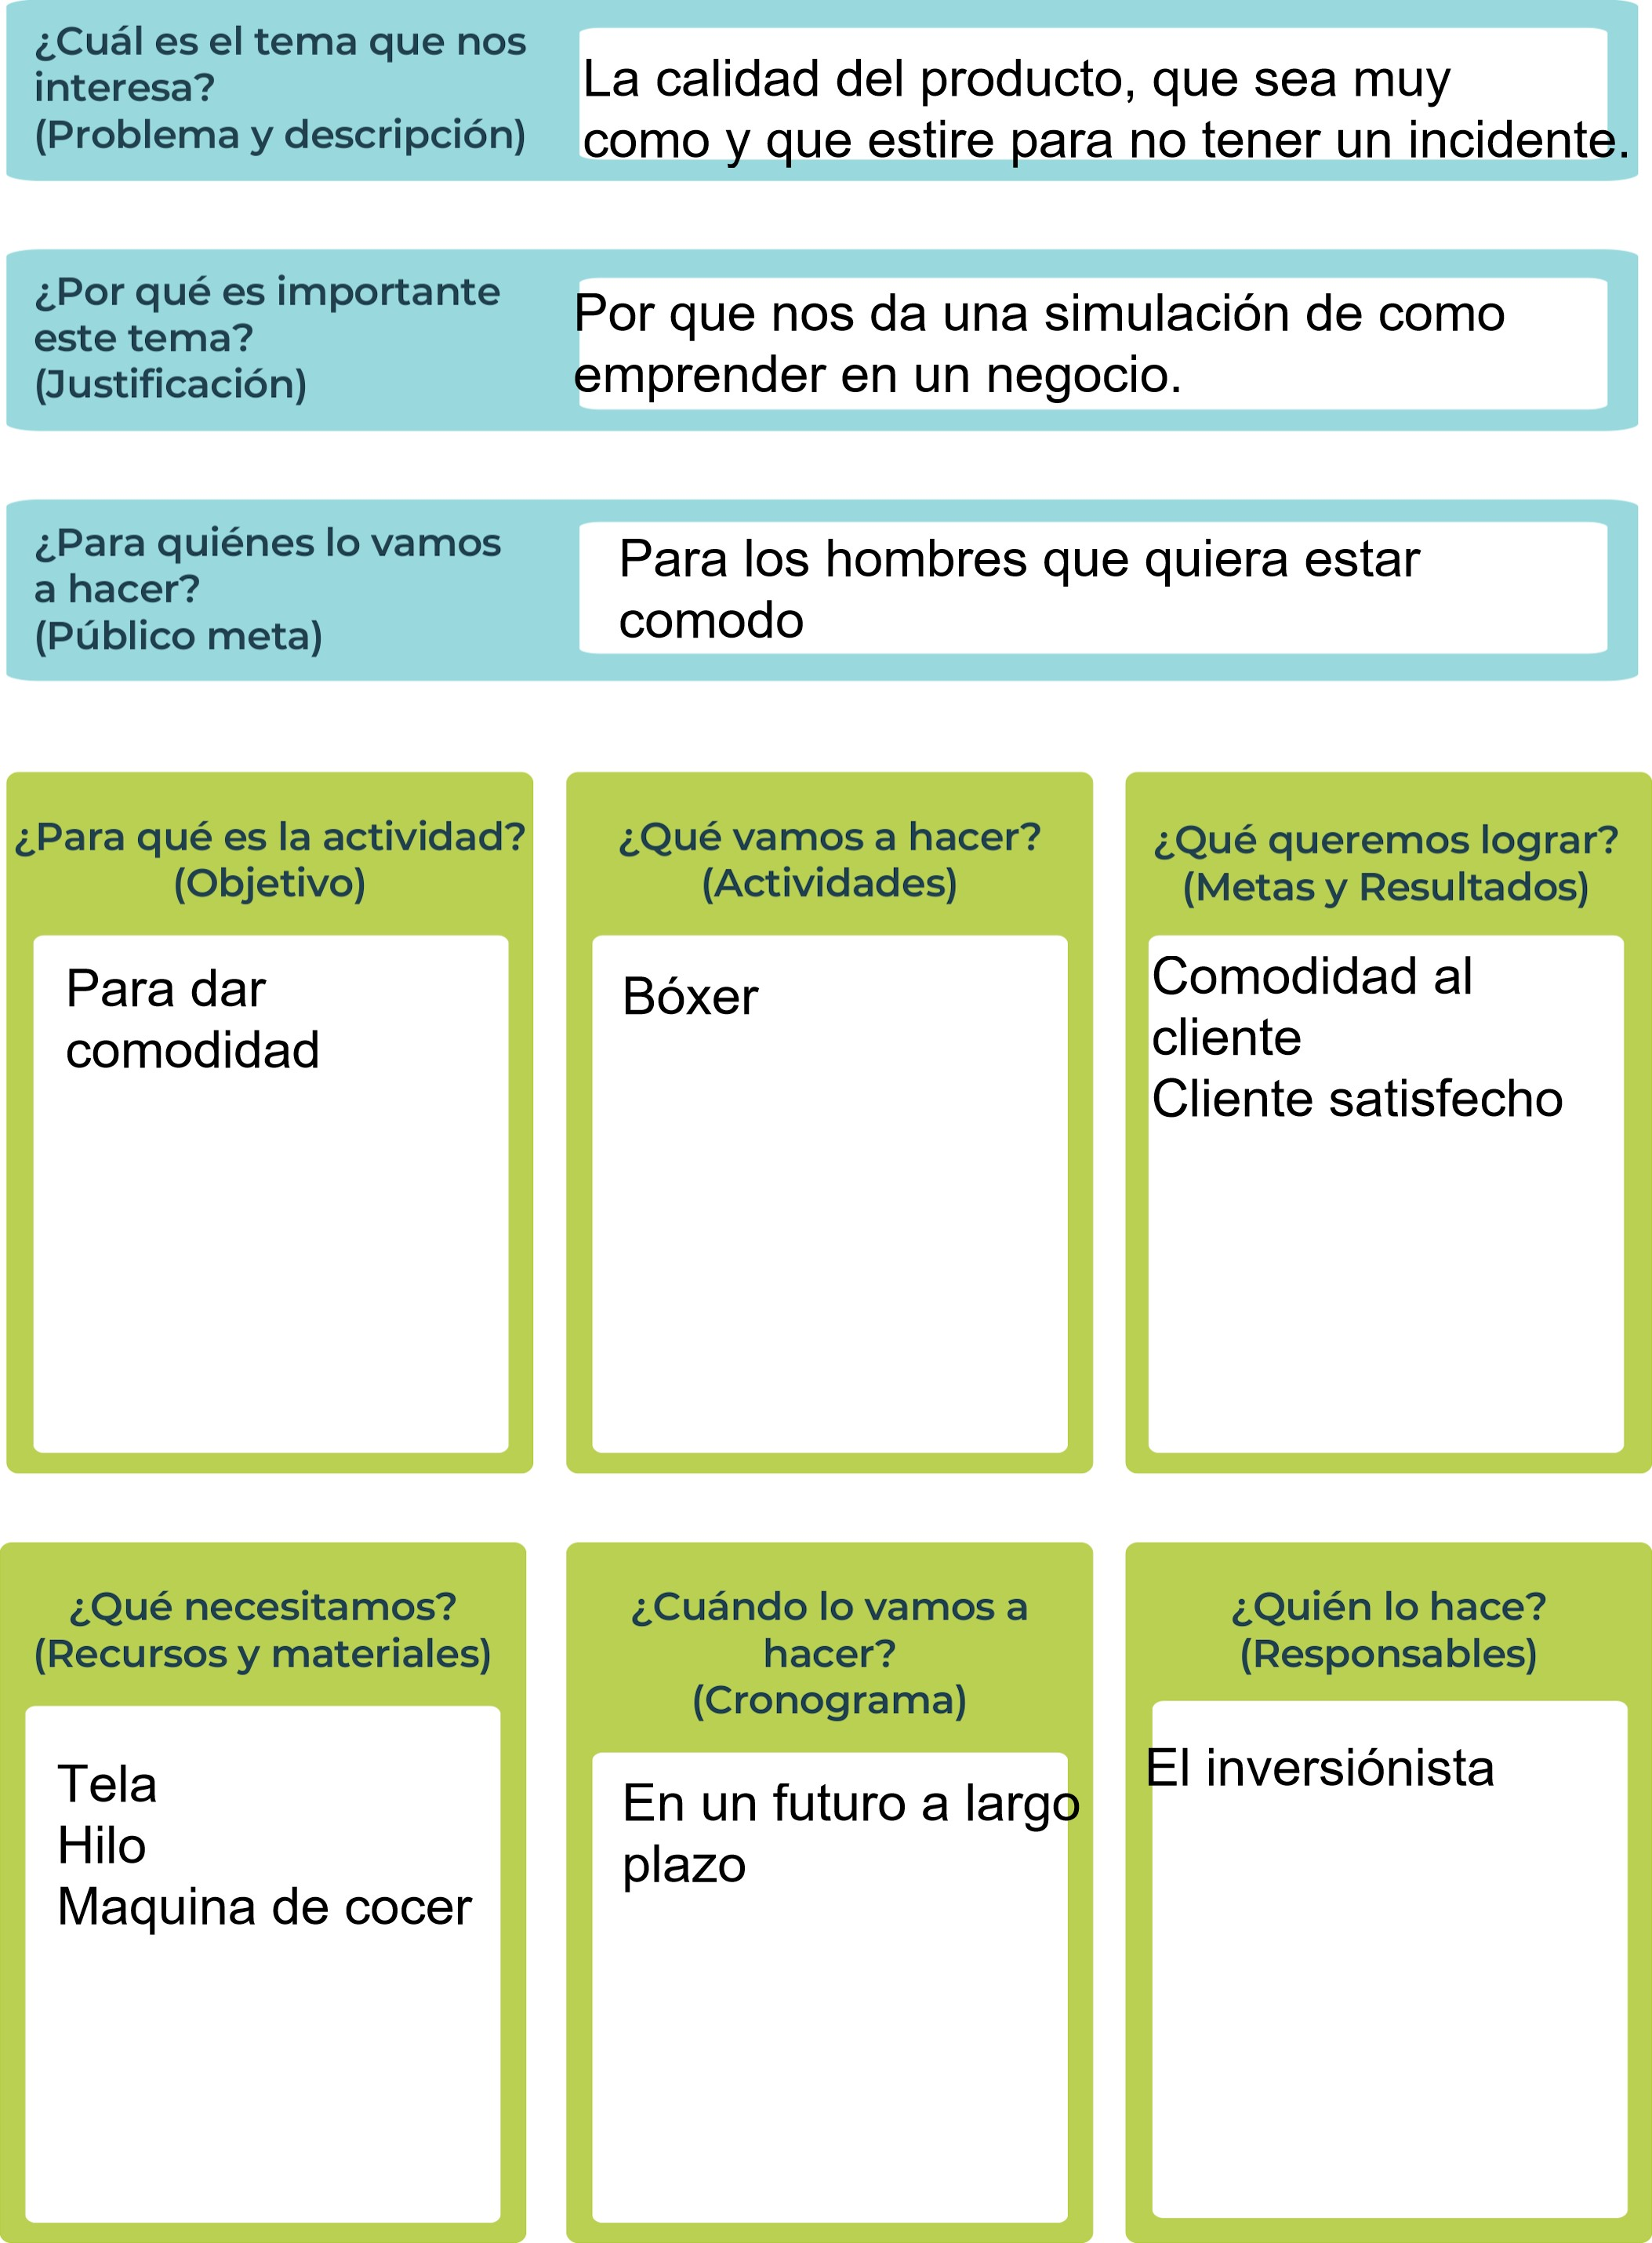 ¿Cuál es el tema que nos
interesa?
(Problema y descripción)
La calidad del producto, que sea muy
como y que estire para no tener un incidente.
¿Por qué es importante
este tema?
(Justificación)
Por que nos da una simulación de como
emprender en un negocio.
¿Para quiénes lo vamos
a hacer?
(Público meta)
Para los hombres que quiera estar
comodo
¿Para qué es la actividad?
(Objetivo)
Para dar
comodidad
¿Qué vamos a hacer?
(Actividades)
Bóxer
¿Qué queremos lograr?
(Metas y Resultados)
Comodidad al
cliente
Cliente satisfecho
¿Qué necesitamos?
(Recursos y materiales)
Tela
Hilo
Maquina de cocer
¿Cuándo lo vamos a
hacer?
(Cronograma)
En un futuro a largo
plazo
¿Quién lo hace?
(Responsables)
El inversiónista